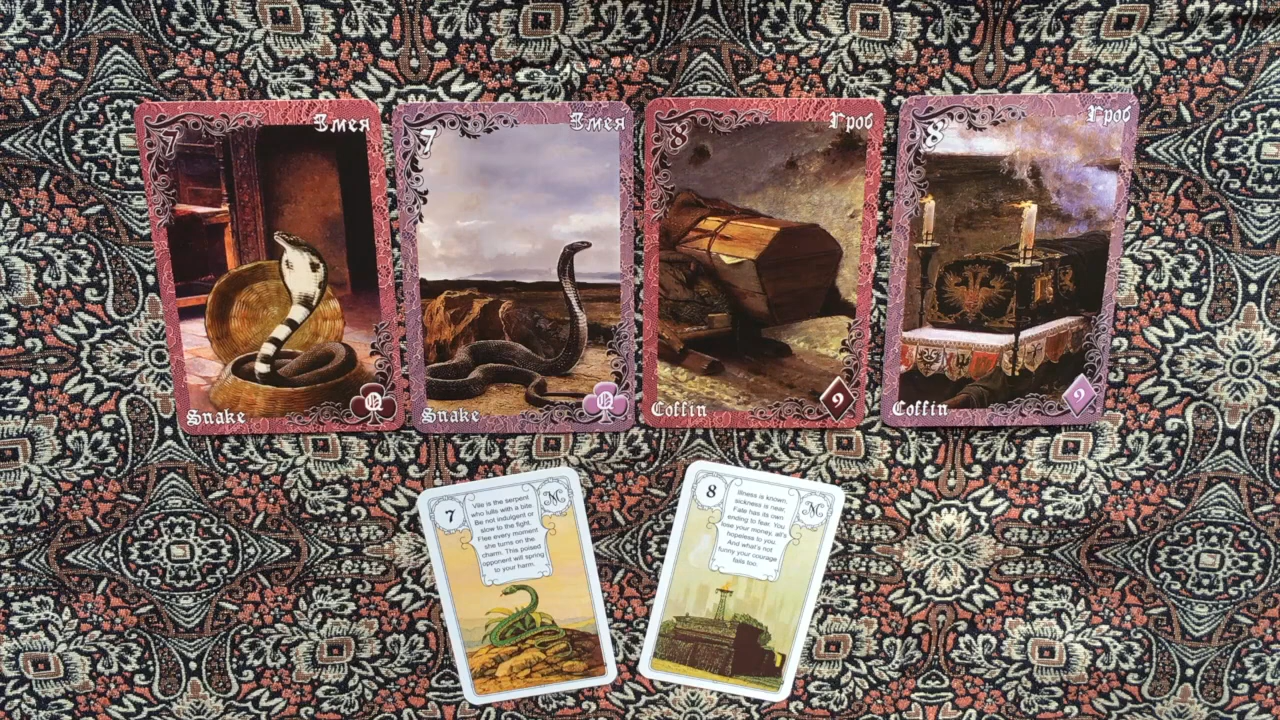 7
Змея
Snake
Q
7
Змея
Snake
Q
8
Гроб
Coffin
9
8
Гроб
Coffin
9
7
Vile is the serpent
who lulls with a bite.
Be not indulgent or
slow to the fight.
Flee every moment
she turns on the
charm. This poised
opponent will spring
to your harm.
8
Illness is known,
sickness is near,
Fate has its own
ending to fear. You
lose your money, all's
hopeless to you.
And what's not
funny your courage
fails too.